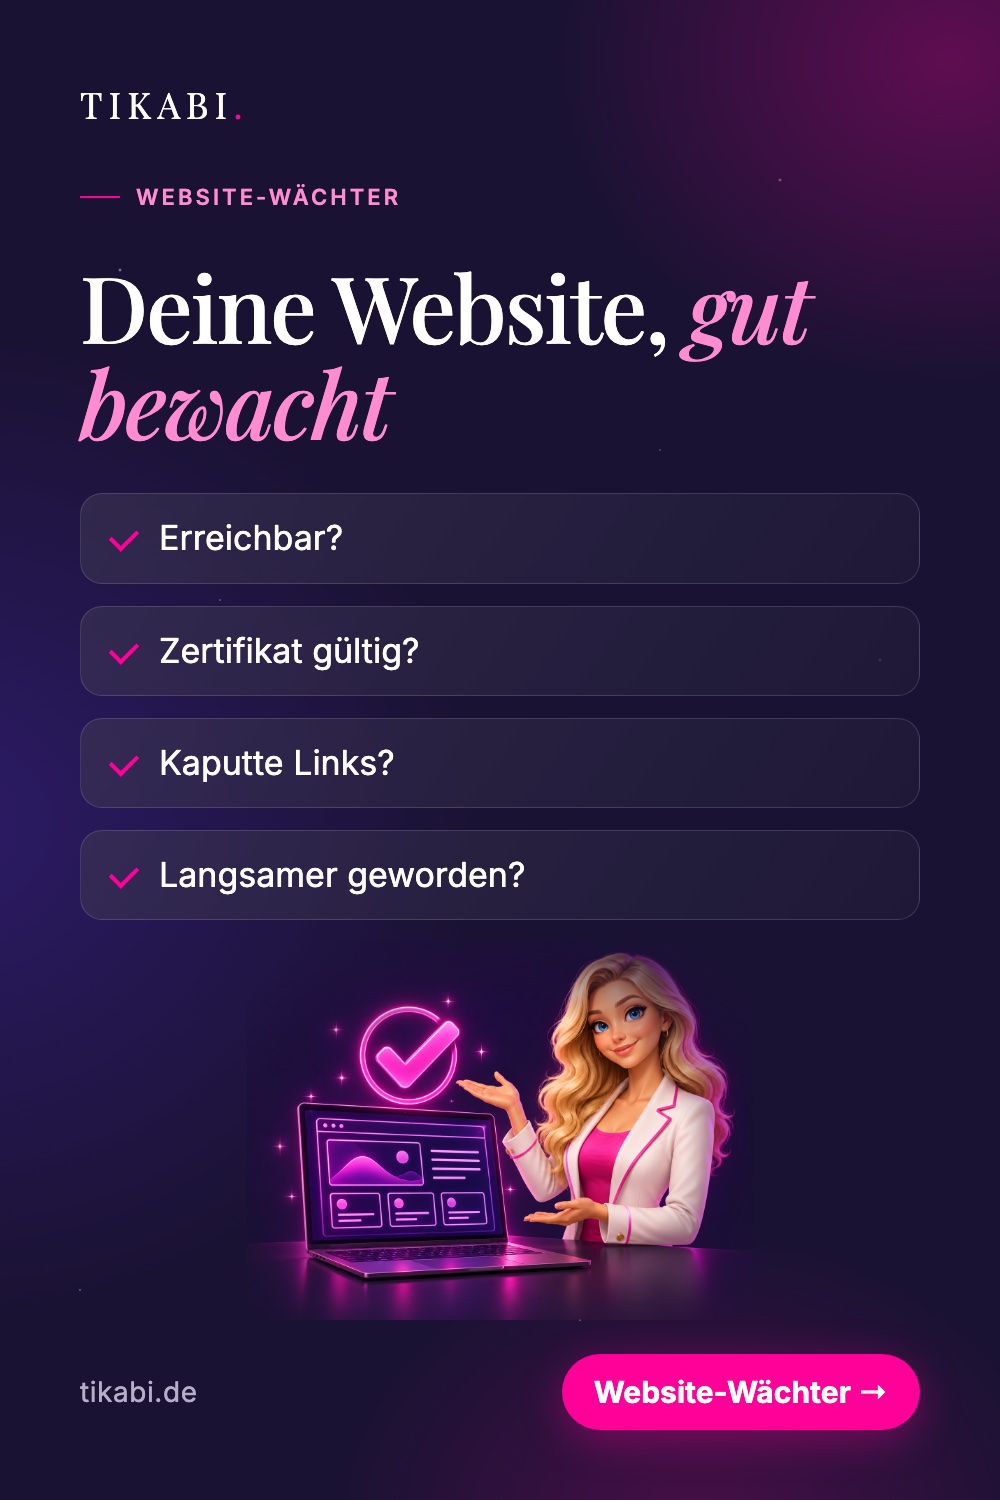 TIKABI.
WEBSITE-WÄCHTER
Deine Website, gut
bewacht
Erreichbar?
Zertifikat gültig?
Kaputte Links?
Langsamer geworden?
tikabi.de
Website-Wächter →